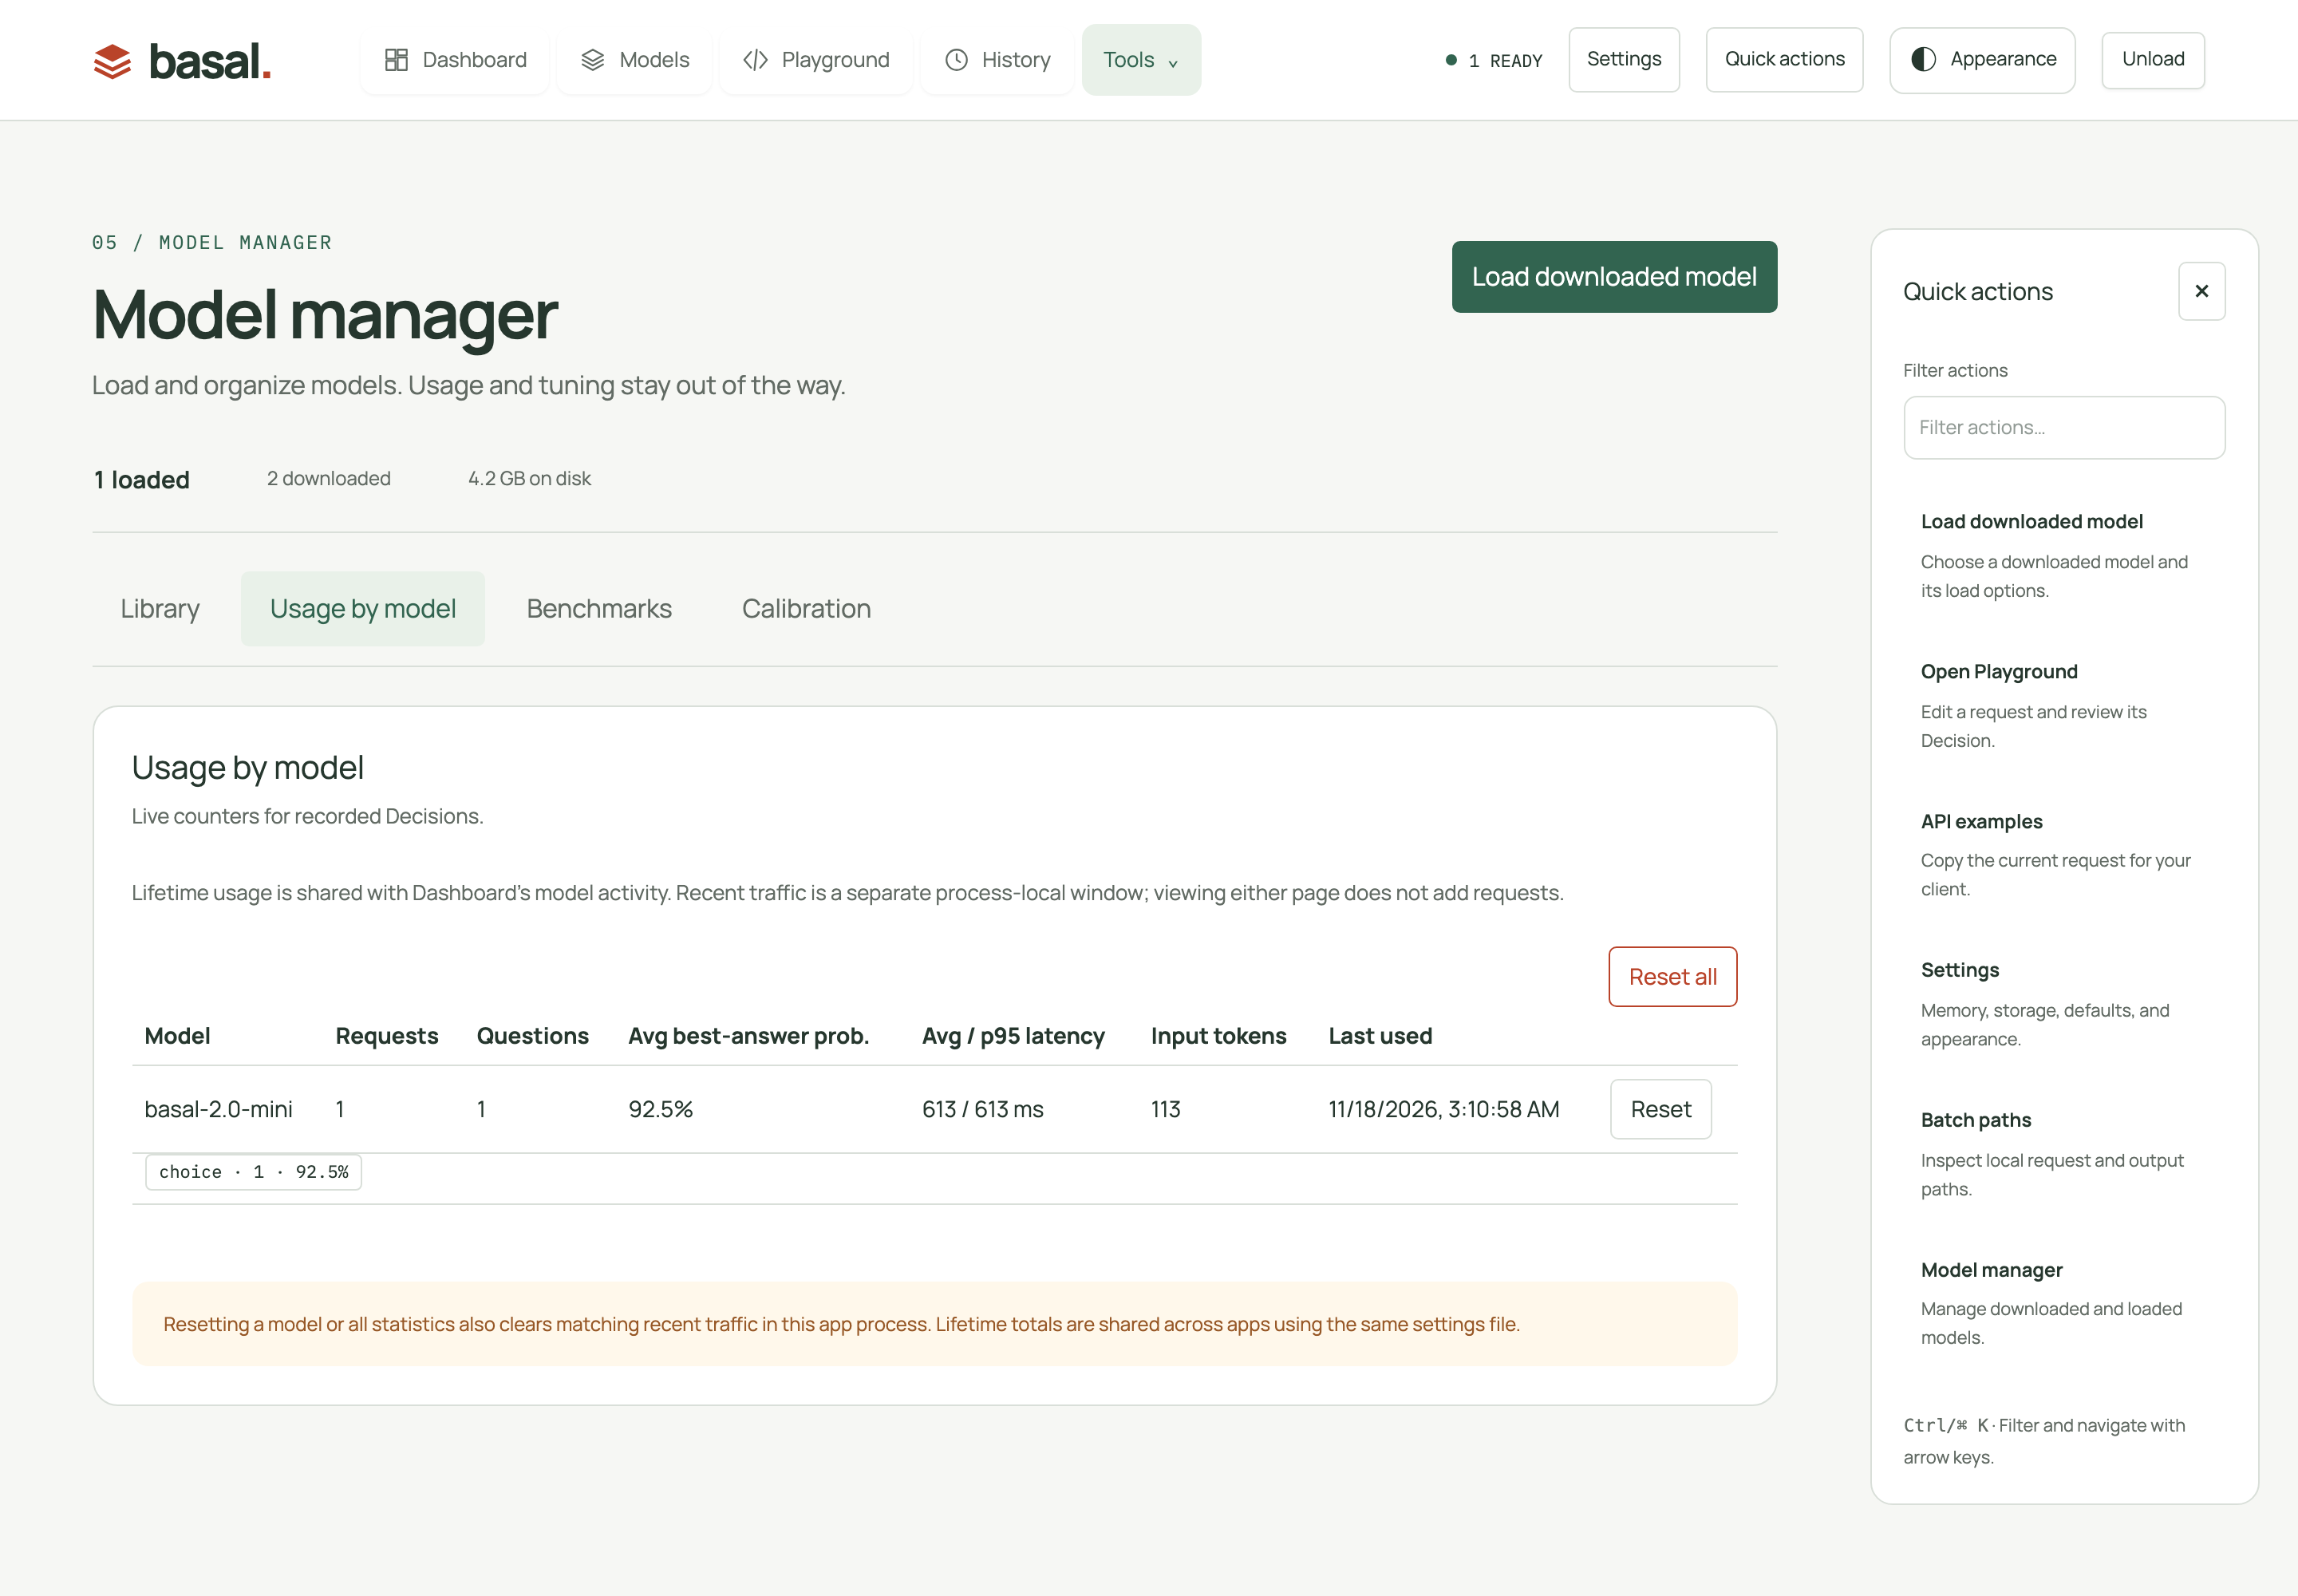 basal.
Dashboard
Models
Playground
History
Tools
1 READY
Settings
Quick actions
Appearance
Unload
05 / MODEL MANAGER
Model manager
Load and organize models. Usage and tuning stay out of the way.
Load downloaded model
1 loaded
2 downloaded
4.2 GB on disk
Library
Usage by model
Benchmarks
Calibration
Usage by model
Live counters for recorded Decisions.
Lifetime usage is shared with Dashboard's model activity. Recent traffic is a separate process-local window; viewing either page does not add requests.
Reset all
Model Requests Questions Avg best-answer prob. Avg / p95 latency Input tokens Last used
basal-2.0-mini 1 1 92.5% 613 / 613 ms 113 11/18/2026, 3:10:58 AM Reset
choice · 1 · 92.5%
Resetting a model or all statistics also clears matching recent traffic in this app process. Lifetime totals are shared across apps using the same settings file.
Quick actions
×
Filter actions
Filter actions…
Load downloaded model
Choose a downloaded model and
its load options.
Open Playground
Edit a request and review its
Decision.
API examples
Copy the current request for your
client.
Settings
Memory, storage, defaults, and
appearance.
Batch paths
Inspect local request and output
paths.
Model manager
Manage downloaded and loaded
models.
Ctrl/⌘ K · Filter and navigate with
arrow keys.